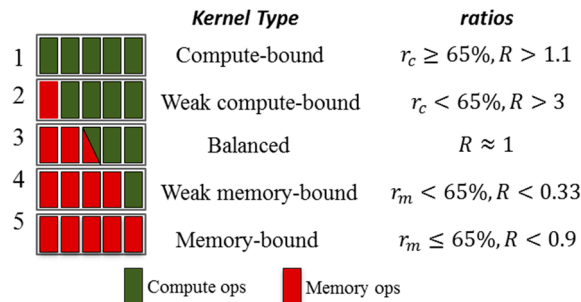 Kernel Type ratios
1 Compute-bound r_c ≥ 65%, R > 1.1
2 Weak compute-bound r_c < 65%, R > 3
3 Balanced R ≈ 1
4 Weak memory-bound r_m < 65%, R < 0.33
5 Memory-bound r_m ≤ 65%, R < 0.9
Compute ops Memory ops